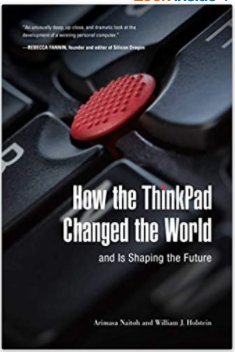 "An unusually deep, up-close, and dramatic look at the
development of a winning personal computer."
—REBECCA FANNIN, founder and editor of Silicon Dragon
How the ThinkPad
Changed the World
and Is Shaping the Future
Arimasa Naitoh and William J. Holstein